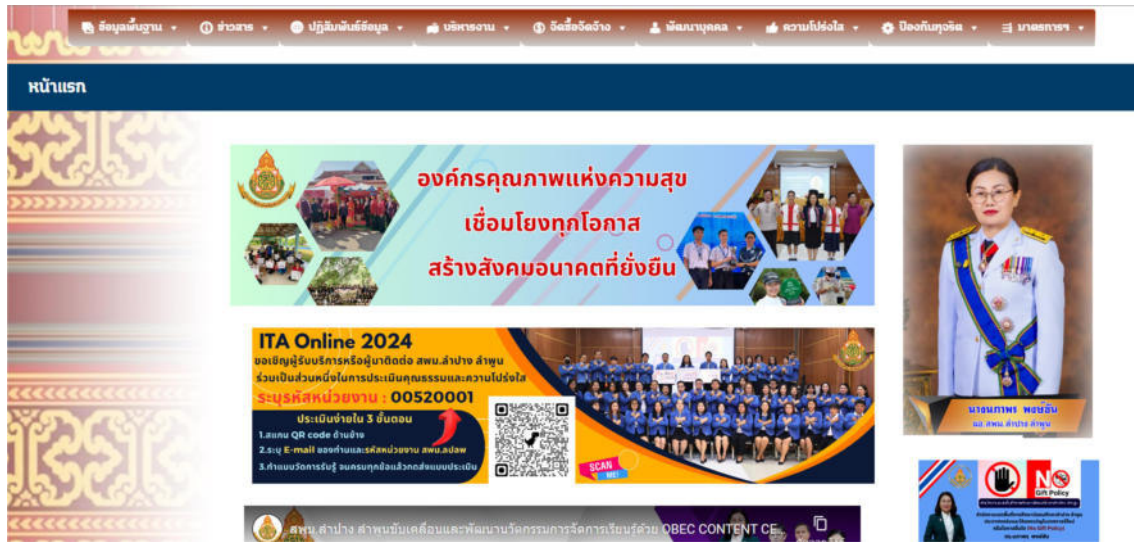 ข้อมูลพื้นฐาน
ข่าวสาร
ปฏิสัมพันธ์ข้อมูล
บริหารงาน
จัดซื้อจัดจ้าง
พัฒนาบุคคล
ความโปร่งใส
ป้องกันทุจริต
มาตรการฯ
หน้าแรก
องค์กรคุณภาพแห่งความสุข
เชื่อมโยงทุกโอกาส
สร้างสังคมอนาคตที่ยั่งยืน
ITA Online 2024
ขอเชิญผู้รับบริการหรือผู้มาติดต่อ สพม.ลำปาง ลำพูน
ร่วมเป็นส่วนหนึ่งในการประเมินคุณธรรมและความโปร่งใส
ระบุรหัสหน่วยงาน : 00520001
ประเมินง่ายใน 3 ขั้นตอน
1.สแกน QR code ด้านข้าง
2.ระบุ E-mail ของท่านและรหัสหน่วยงาน สพม.ลปลพ
3.ทำแบบวัดการรับรู้ จนครบทุกข้อแล้วกดส่งแบบประเมิน
SCAN
ME!
นางนภาพร พงษ์ขัน
ผอ.สพม.ลำปาง ลำพูน
NO
Gift Policy
สพม.ลำปาง ลำพูนขับเคลื่อนและพัฒนานวัตกรรมการจัดการเรียนรู้ด้วย OBEC CONTENT CE...